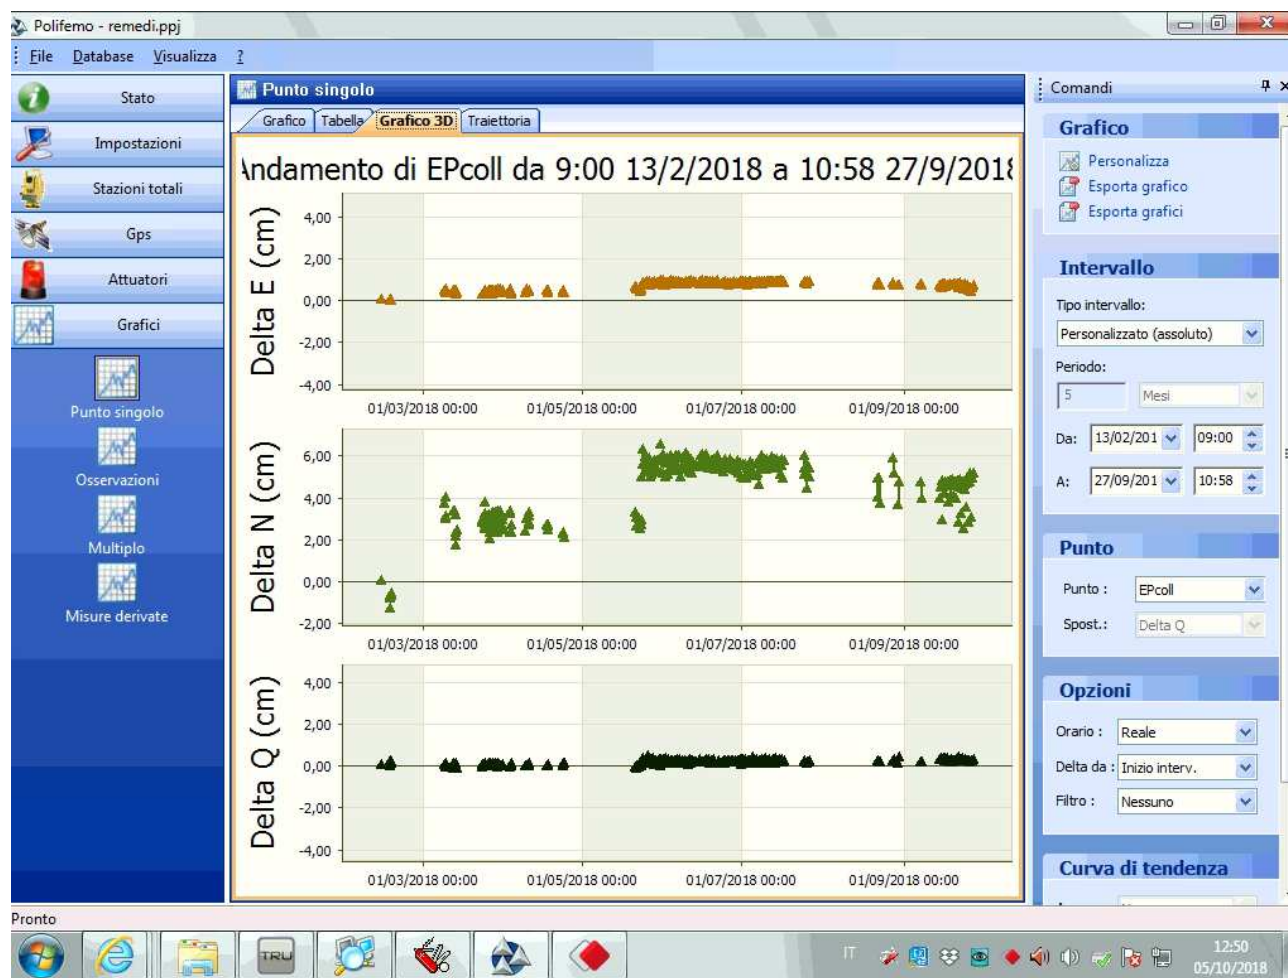 Polifemo - remedi.ppj
File Database Visualizza ?
Stato
Impostazioni
Stazioni totali
Gps
Attuatori
Grafici
Punto singolo
Osservazioni
Multiplo
Misure derivate
Punto singolo
Grafico Tabella Grafico 3D Traiettoria
Andamento di EPcoll da 9:00 13/2/2018 a 10:58 27/9/2018
Delta E (cm)
4,00
2,00
0,00
-2,00
-4,00
01/03/2018 00:00 01/05/2018 00:00 01/07/2018 00:00 01/09/2018 00:00
Delta N (cm)
6,00
4,00
2,00
0,00
-2,00
01/03/2018 00:00 01/05/2018 00:00 01/07/2018 00:00 01/09/2018 00:00
Delta Q (cm)
4,00
2,00
0,00
-2,00
-4,00
01/03/2018 00:00 01/05/2018 00:00 01/07/2018 00:00 01/09/2018 00:00
Comandi
Grafico
Personalizza
Esporta grafico
Esporta grafici
Intervallo
Tipo intervallo:
Personalizzato (assoluto)
Periodo:
5 Mesi
Da: 13/02/201 09:00
A: 27/09/201 10:58
Punto
Punto : EPcoll
Spost.: Delta Q
Opzioni
Orario : Reale
Delta da : Inizio interv.
Filtro : Nessuno
Curva di tendenza
Pronto
TRU
IT
12:50
05/10/2018